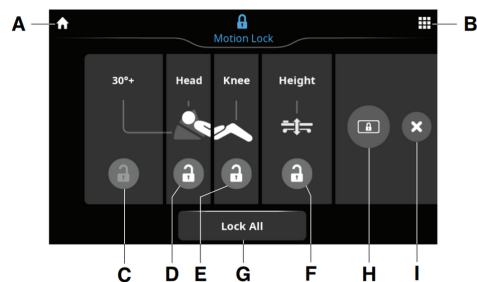 A
B
Motion Lock
30°+ Head Knee Height
Lock All
C D E G F H I